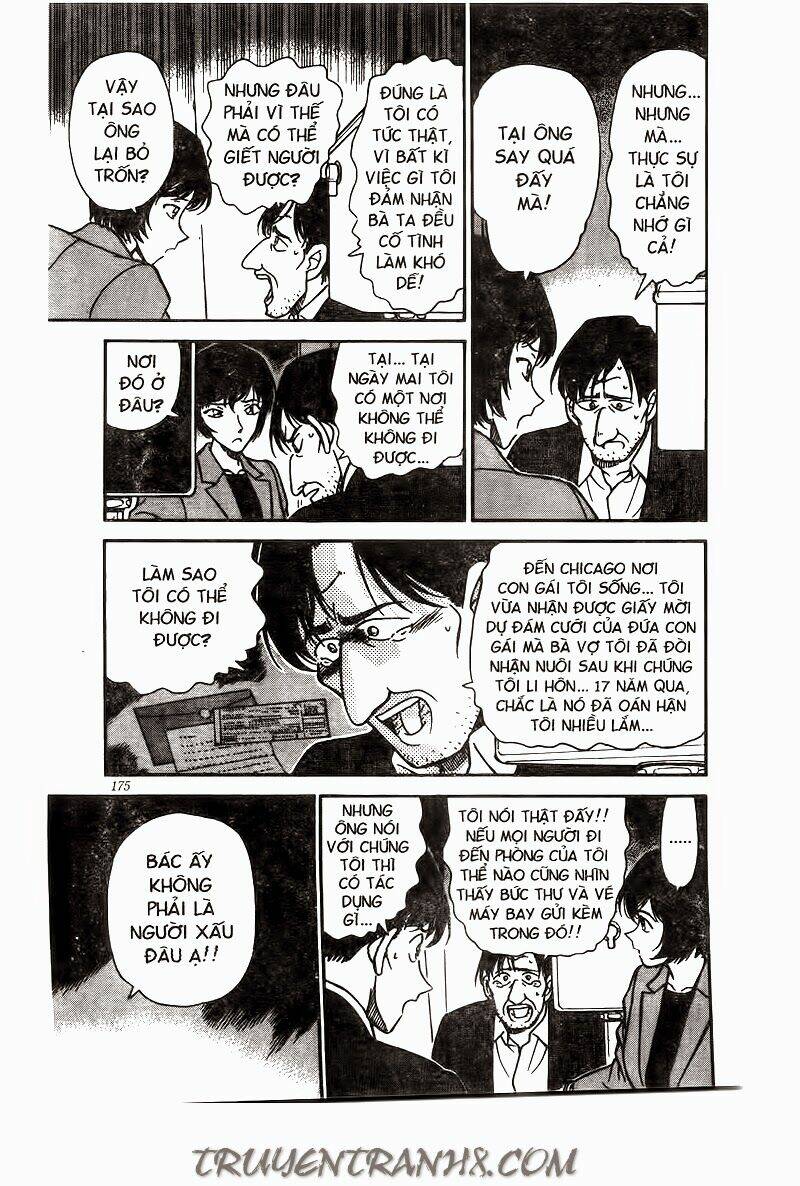 NHƯNG...
NHƯNG
MÀ...
THỰC SỰ
LÀ TÔI
CHẲNG
NHỚ GÌ
CẢ!
TẠI ÔNG
SAY QUÁ
ĐẤY
MÀ!
ĐÚNG LÀ
TÔI CÓ
TỨC THẬT,
VÌ BẤT KÌ
VIỆC GÌ TÔI
ĐẢM NHẬN
BÀ TA ĐỀU
CỐ TÌNH
LÀM KHÓ
DỄ!
NHƯNG ĐÂU
PHẢI VÌ THẾ
MÀ CÓ THỂ
GIẾT NGƯỜI
ĐƯỢC?
VẬY
TẠI SAO
ÔNG
LẠI BỎ
TRỐN?
TẠI... TẠI
NGÀY MAI TÔI
CÓ MỘT NƠI
KHÔNG THỂ
KHÔNG ĐI
ĐƯỢC...
NƠI
ĐÓ Ở
ĐÂU?
ĐẾN CHICAGO NƠI
CON GÁI TÔI SỐNG... TÔI
VỪA NHẬN ĐƯỢC GIẤY MỜI
DỰ ĐÁM CƯỚI CỦA ĐỨA CON
GÁI MÀ BÀ VỢ TÔI ĐÃ ĐÒI
NHẬN NUÔI SAU KHI CHÚNG
TÔI LI HÔN... 17 NĂM QUA,
CHẮC LÀ NÓ ĐÃ OÁN HẬN
TÔI NHIỀU LẮM...
LÀM SAO
TÔI CÓ THỂ
KHÔNG ĐI
ĐƯỢC?
175
......
TÔI NÓI THẬT ĐẤY!!
NẾU MỌI NGƯỜI ĐI
ĐẾN PHÒNG CỦA TÔI
THỂ NÀO CŨNG NHÌN
THẤY BỨC THƯ VÀ VÉ
MÁY BAY GỬI KÈM
TRONG ĐÓ!!
NHƯNG
ÔNG NÓI
VỚI CHÚNG
TÔI THÌ
CÓ TÁC
DỤNG
GÌ...
BÁC ẤY
KHÔNG
PHẢI LÀ
NGƯỜI XẤU
ĐÂU Ạ!!
TRUYENTRANH8.COM